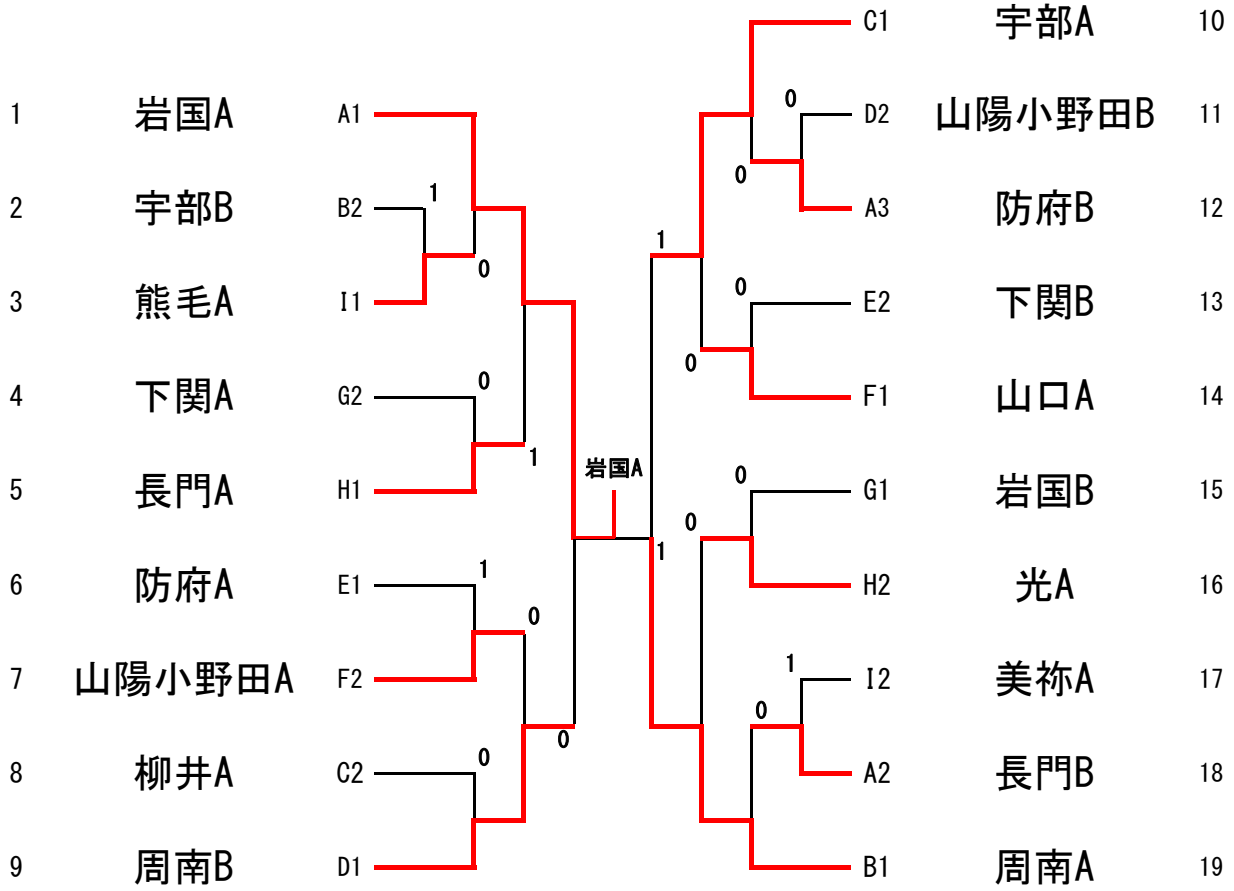 C1 宇部A 10
1 岩国A A1
0
D2 山陽小野田B 11
2 宇部B B2
1
0
A3 防府B 12
3 熊毛A I1
0
1
0
E2 下関B 13
4 下関A G2
0
0
F1 山口A 14
5 長門A H1
1
岩国A
0
G1 岩国B 15
6 防府A E1
1
0
1
H2 光A 16
7 山陽小野田A F2
0
1
I2 美祢A 17
8 柳井A C2
0
0
0
A2 長門B 18
9 周南B D1
B1 周南A 19